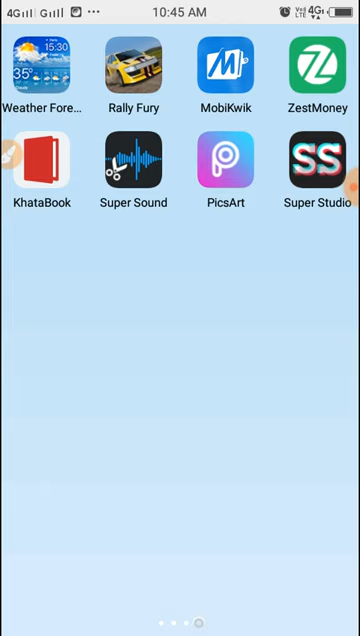 4G G ... 10:45 AM VoLTE 4G
15:30
35°
Weather Fore... Rally Fury MobiKwik ZestMoney
SS
KhataBook Super Sound PicsArt Super Studio